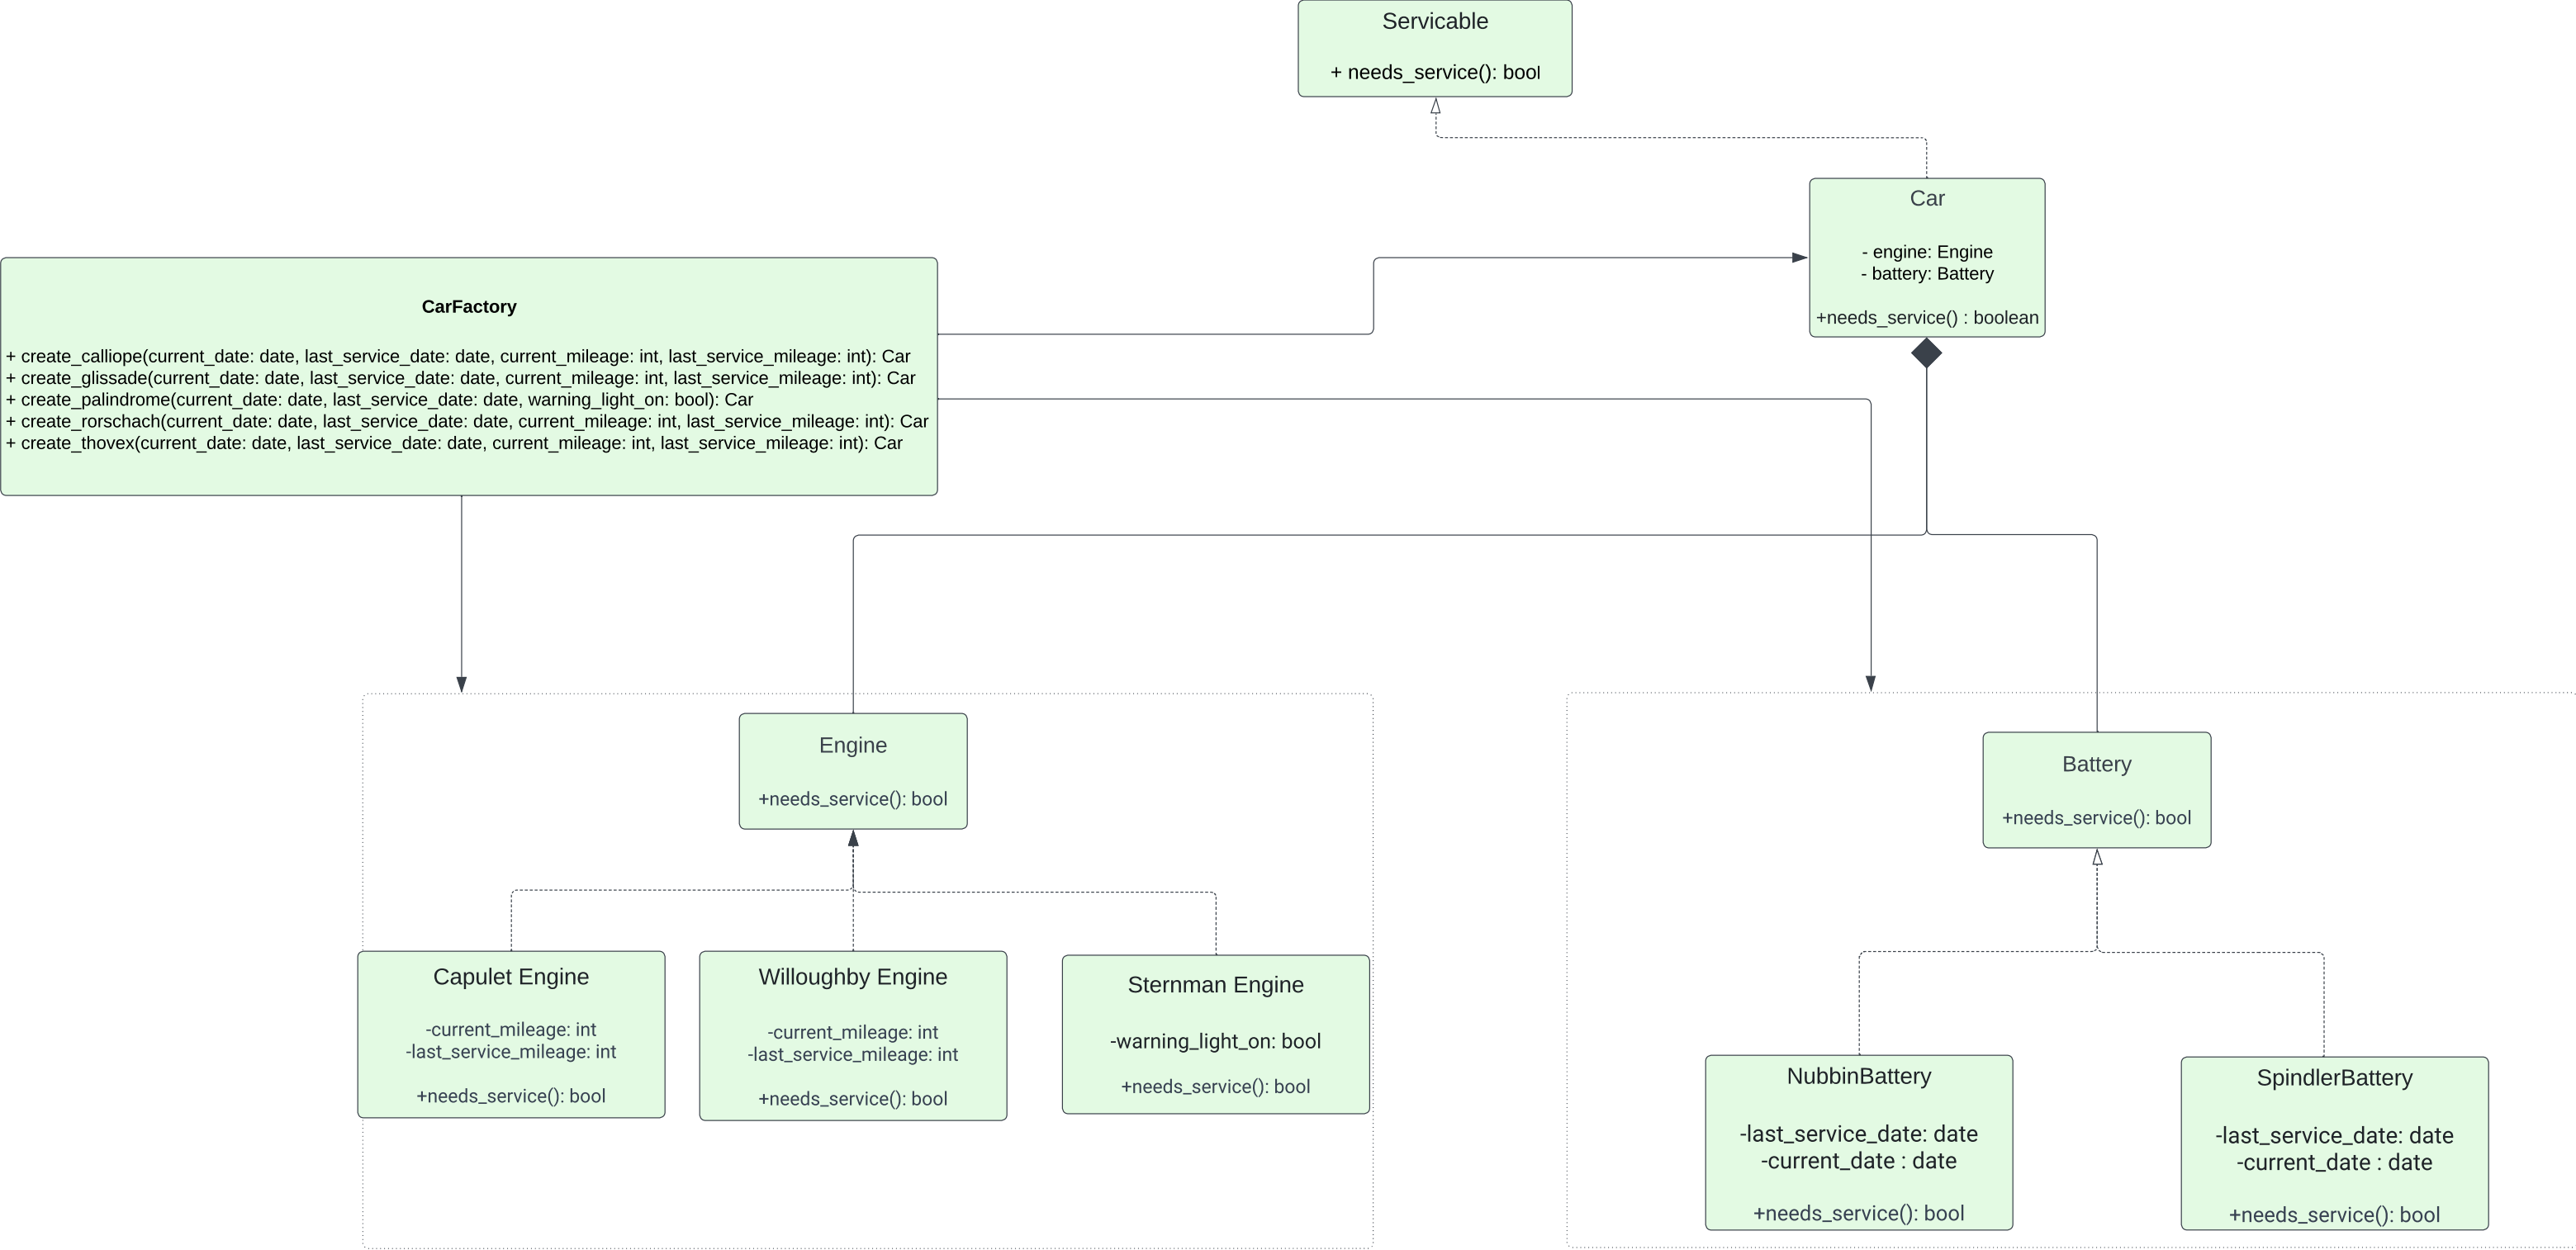 Servicable
+ needs_service(): bool
Car
- engine: Engine
- battery: Battery
+needs_service() : boolean
CarFactory
+ create_calliope(current_date: date, last_service_date: date, current_mileage: int, last_service_mileage: int): Car
+ create_glissade(current_date: date, last_service_date: date, current_mileage: int, last_service_mileage: int): Car
+ create_palindrome(current_date: date, last_service_date: date, warning_light_on: bool): Car
+ create_rorschach(current_date: date, last_service_date: date, current_mileage: int, last_service_mileage: int): Car
+ create_thovex(current_date: date, last_service_date: date, current_mileage: int, last_service_mileage: int): Car
Engine
+needs_service(): bool
Battery
+needs_service(): bool
Capulet Engine
-current_mileage: int
-last_service_mileage: int
+needs_service(): bool
Willoughby Engine
-current_mileage: int
-last_service_mileage: int
+needs_service(): bool
Sternman Engine
-warning_light_on: bool
+needs_service(): bool
NubbinBattery
-last_service_date: date
-current_date : date
+needs_service(): bool
SpindlerBattery
-last_service_date: date
-current_date : date
+needs_service(): bool